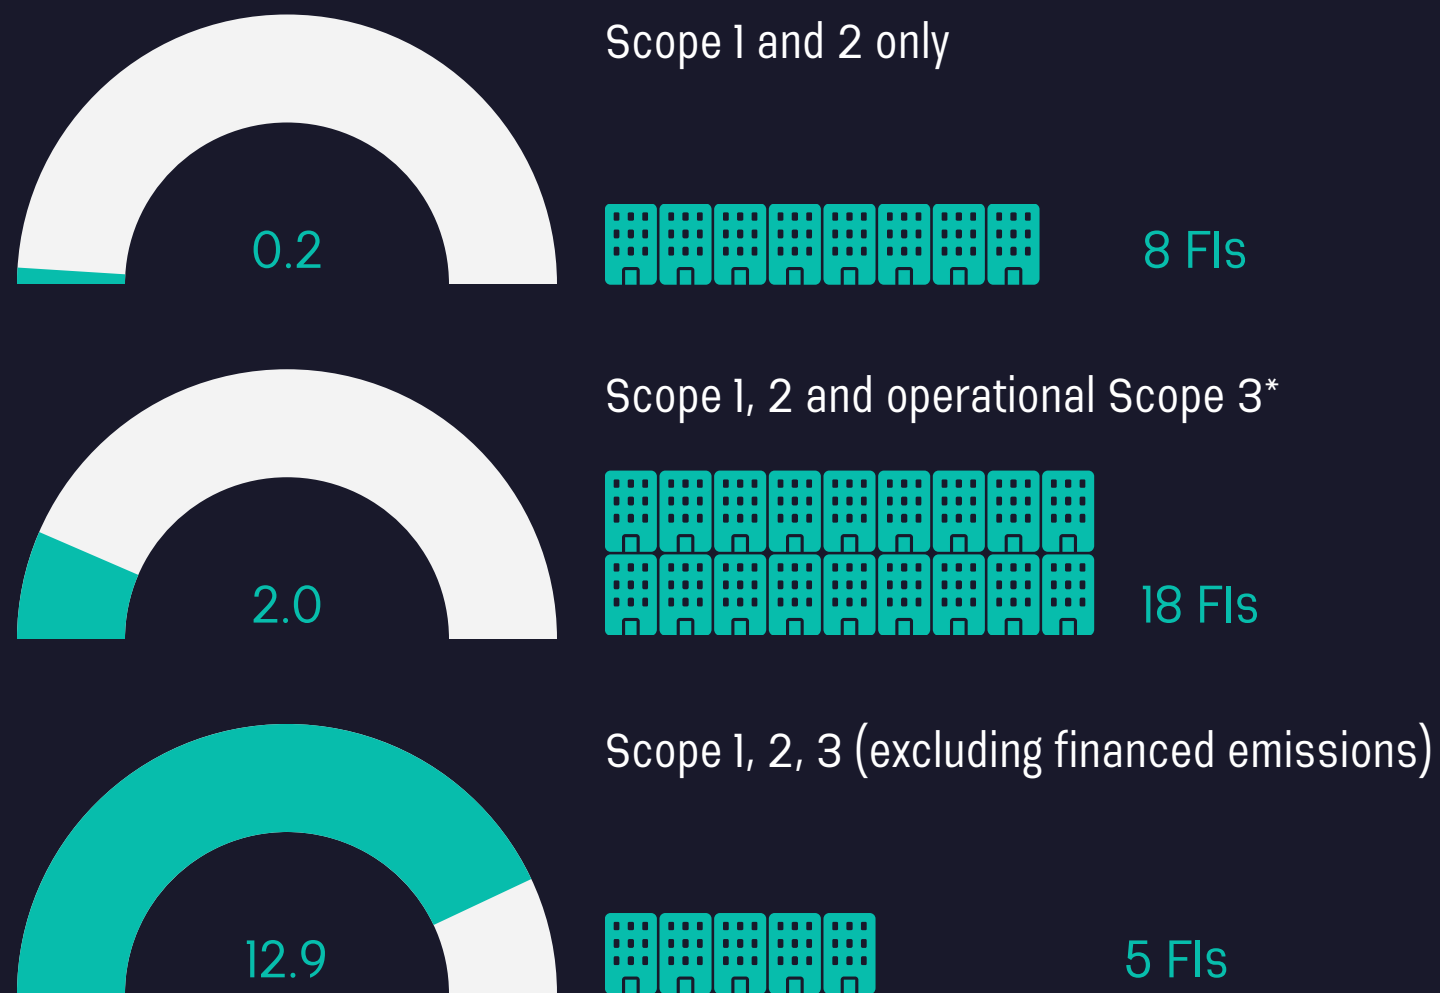 Scope 1 and 2 only
0.2
8 FIs
Scope 1, 2 and operational Scope 3*
2.0
18 FIs
Scope 1, 2, 3 (excluding financed emissions)
12.9
5 FIs